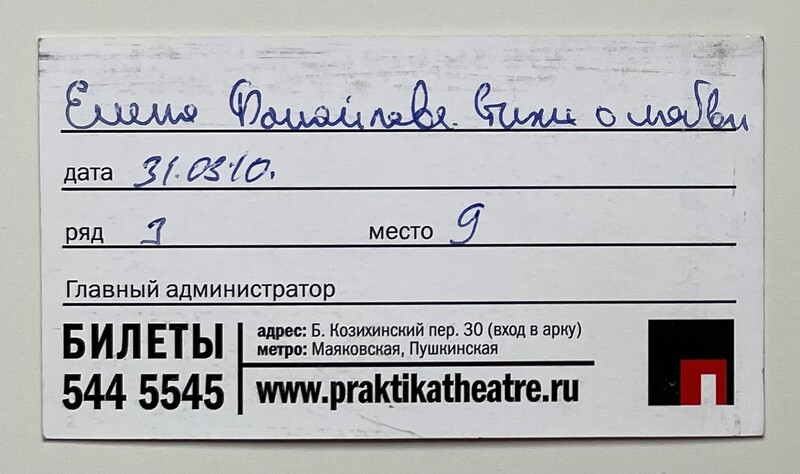 Елена Фанайлова. Стихи о любви
дата 31.03.10.
ряд 3 место 9
Главный администратор
БИЛЕТЫ
544 5545
адрес: Б. Козихинский пер. 30 (вход в арку)
метро: Маяковская, Пушкинская
www.praktikatheatre.ru